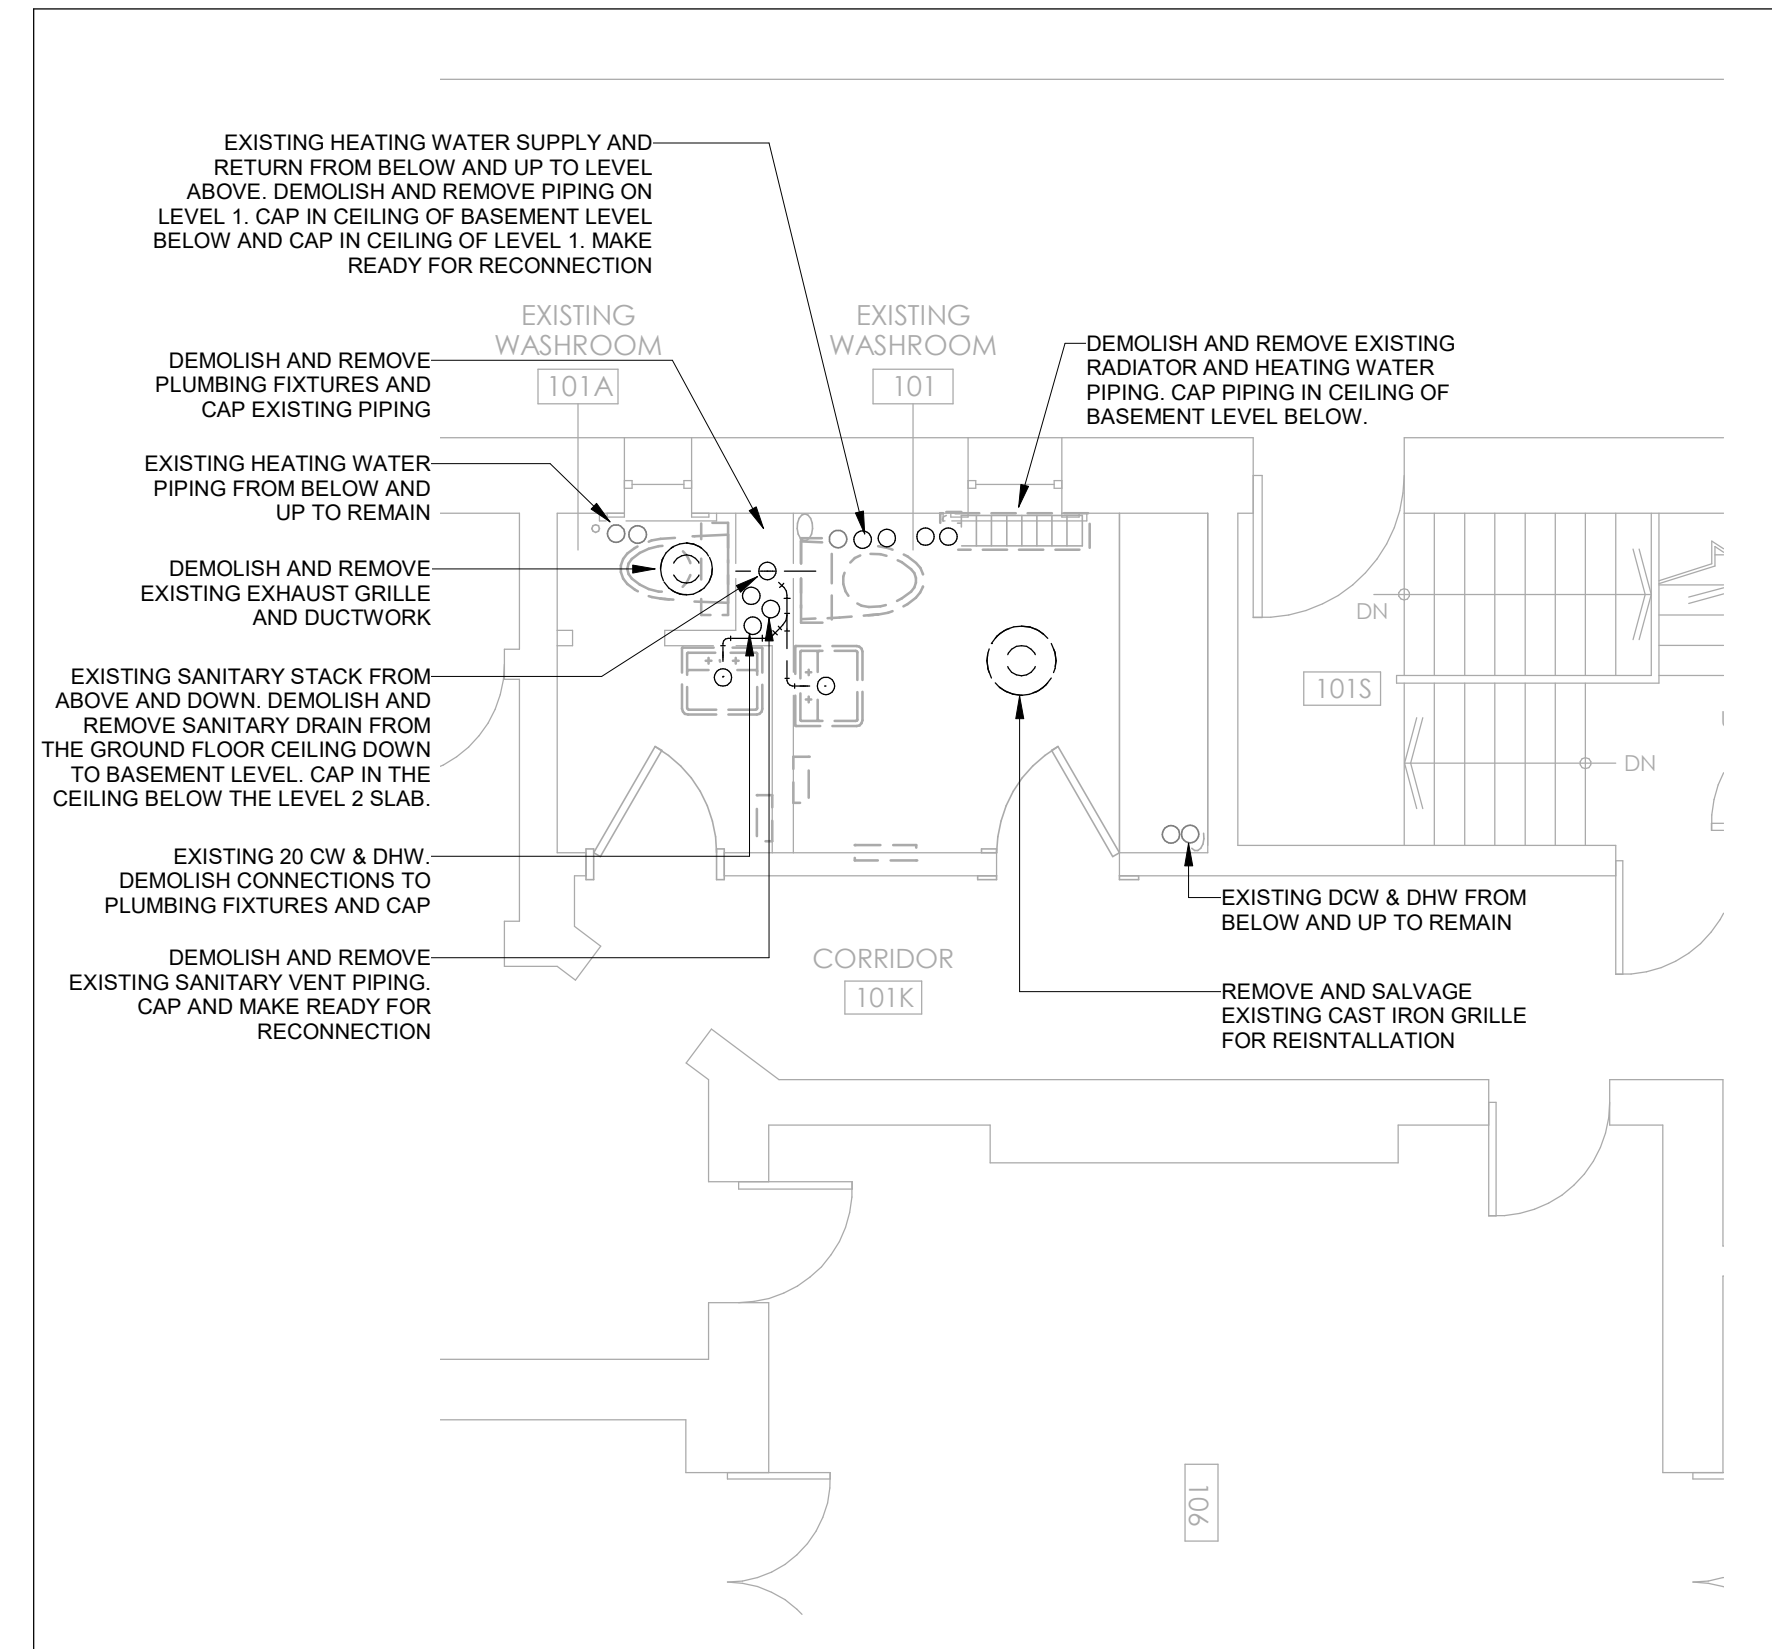 EXISTING HEATING WATER SUPPLY AND
RETURN FROM BELOW AND UP TO LEVEL
ABOVE. DEMOLISH AND REMOVE PIPING ON
LEVEL 1. CAP IN CEILING OF BASEMENT LEVEL
BELOW AND CAP IN CEILING OF LEVEL 1. MAKE
READY FOR RECONNECTION
EXISTING
WASHROOM
101A
EXISTING
WASHROOM
101
DEMOLISH AND REMOVE EXISTING
RADIATOR AND HEATING WATER
PIPING. CAP PIPING IN CEILING OF
BASEMENT LEVEL BELOW.
DEMOLISH AND REMOVE
PLUMBING FIXTURES AND
CAP EXISTING PIPING
EXISTING HEATING WATER
PIPING FROM BELOW AND
UP TO REMAIN
DEMOLISH AND REMOVE
EXISTING EXHAUST GRILLE
AND DUCTWORK
DN
101S
DN
EXISTING SANITARY STACK FROM
ABOVE AND DOWN. DEMOLISH AND
REMOVE SANITARY DRAIN FROM
THE GROUND FLOOR CEILING DOWN
TO BASEMENT LEVEL. CAP IN THE
CEILING BELOW THE LEVEL 2 SLAB.
EXISTING 20 CW & DHW.
DEMOLISH CONNECTIONS TO
PLUMBING FIXTURES AND CAP
EXISTING DCW & DHW FROM
BELOW AND UP TO REMAIN
DEMOLISH AND REMOVE
EXISTING SANITARY VENT PIPING.
CAP AND MAKE READY FOR
RECONNECTION
CORRIDOR
101K
REMOVE AND SALVAGE
EXISTING CAST IRON GRILLE
FOR REISNTALLATION
106